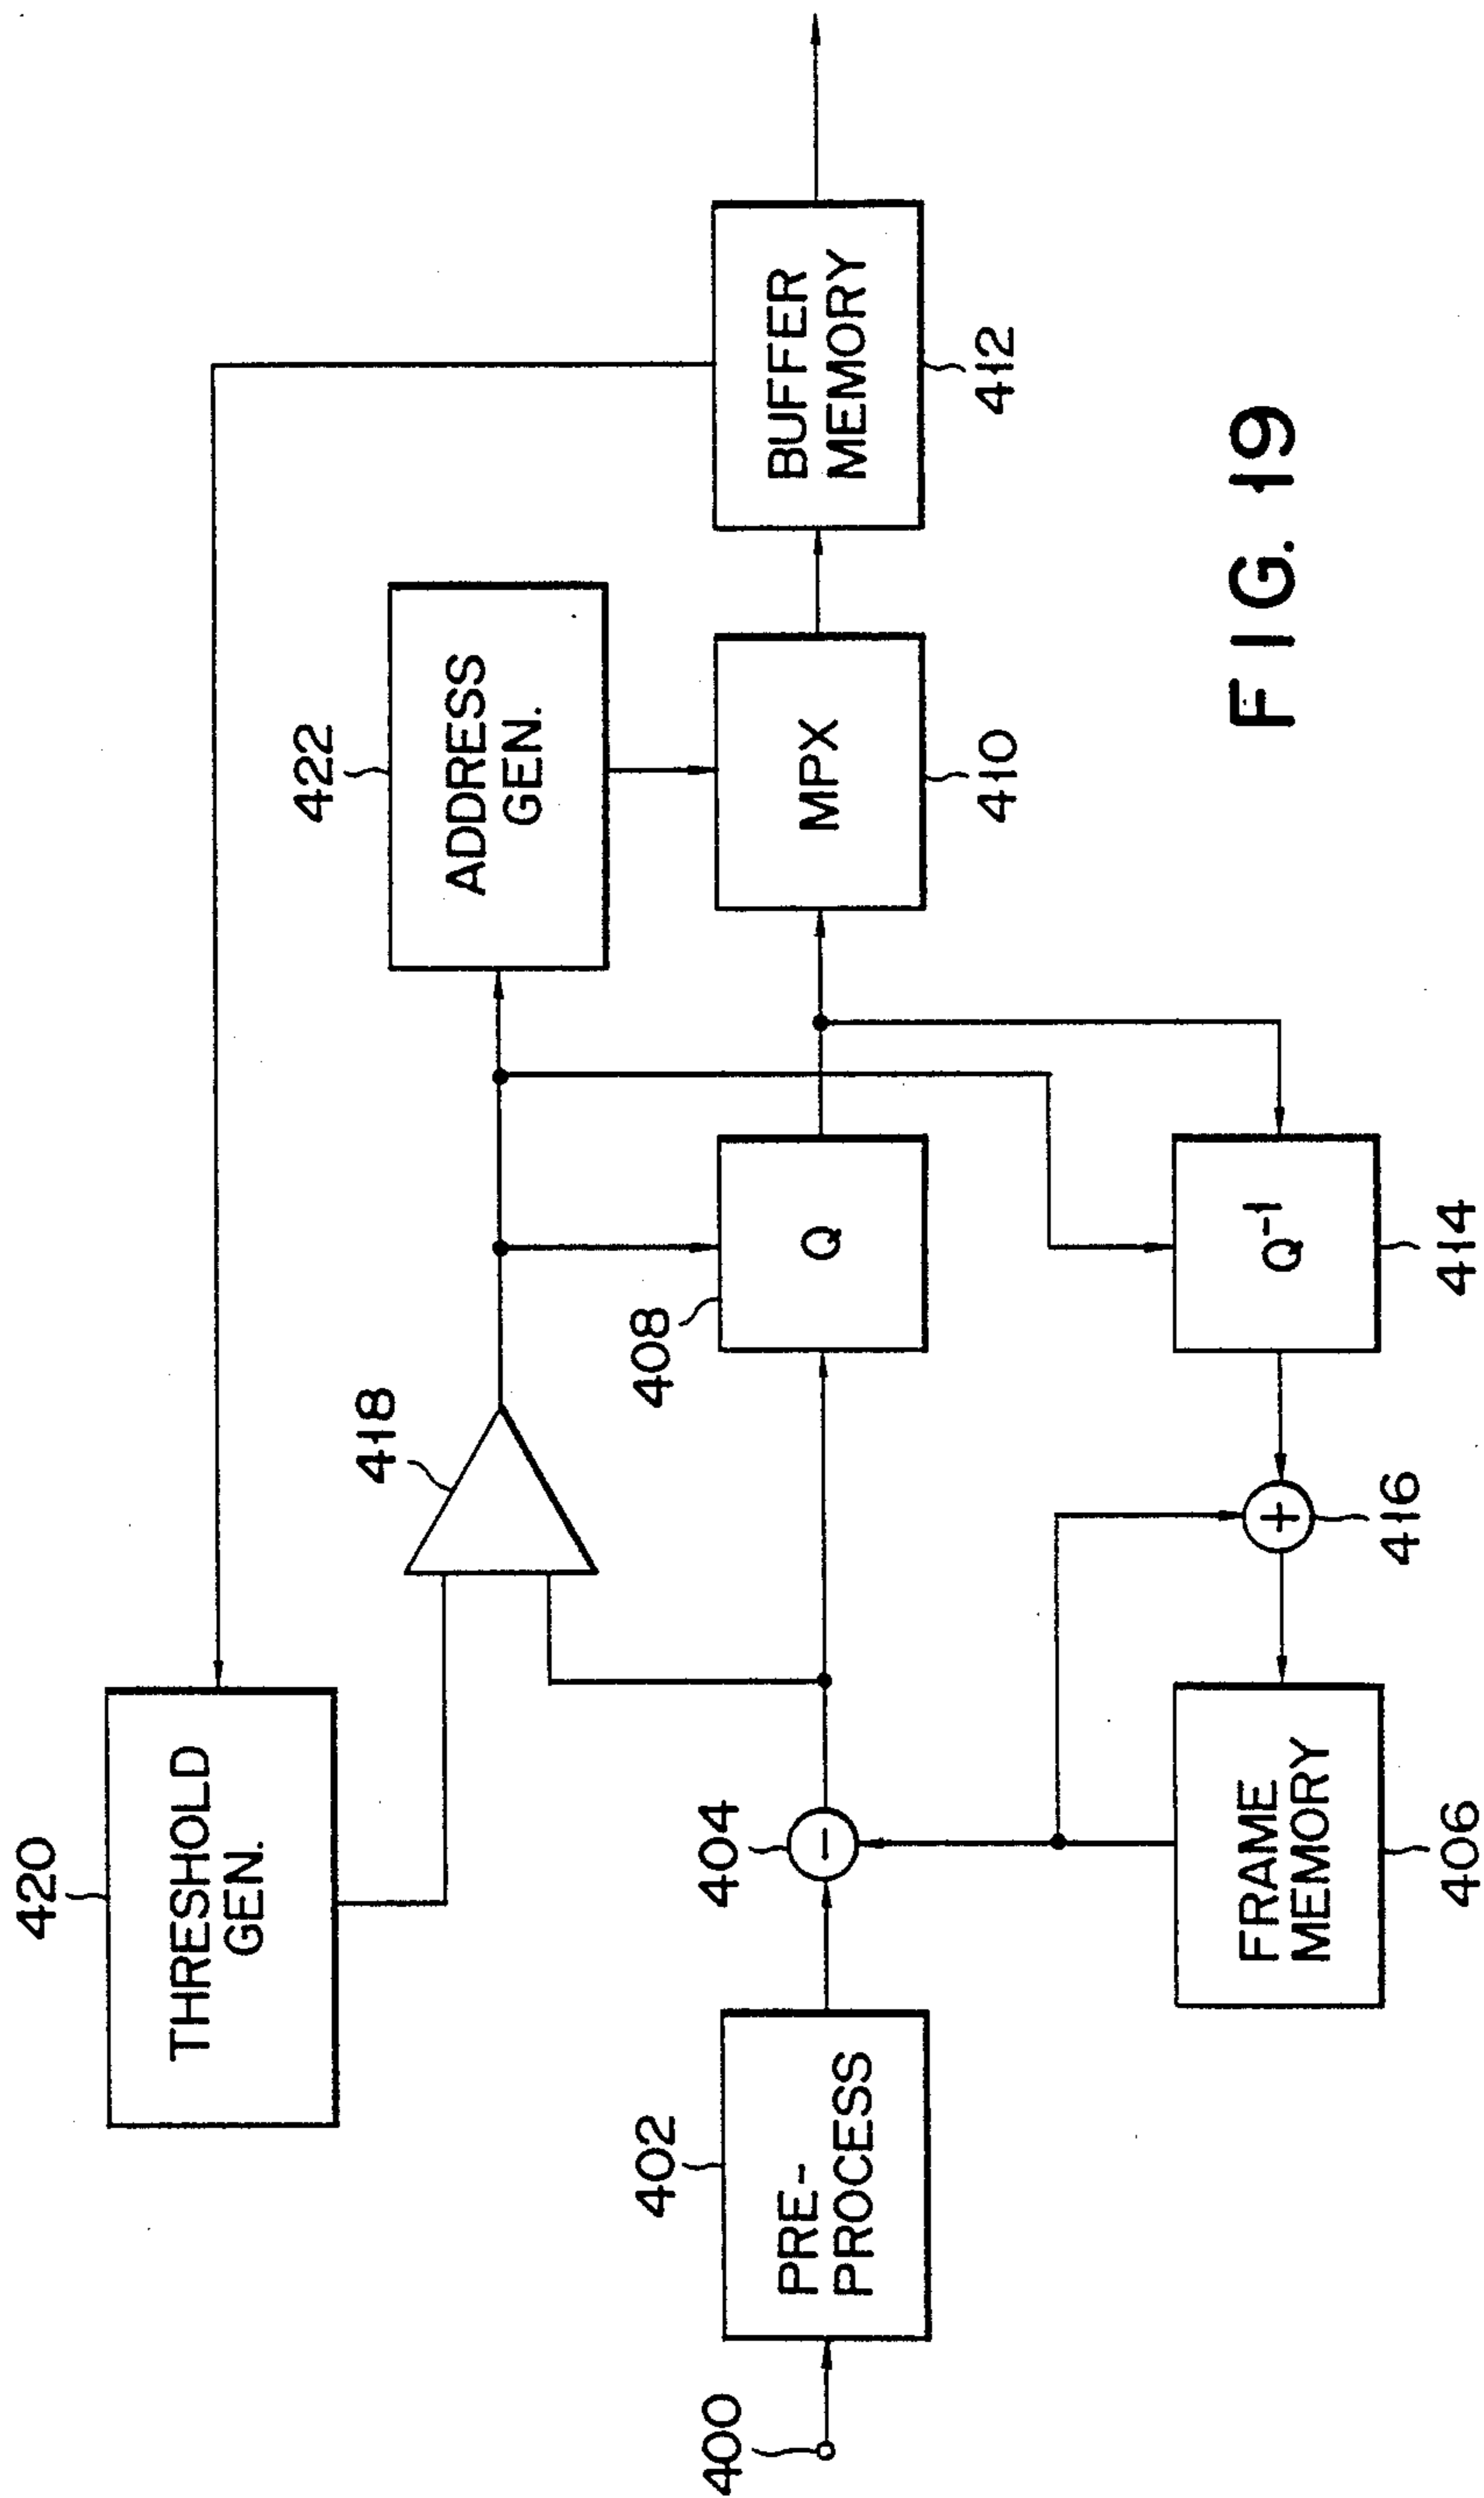 420
THRESHOLD
GEN.
418
422
ADDRESS
GEN.
400
402
PRE-
PROCESS
404
-
408
Q
MPX
410
BUFFER
MEMORY
412
FRAME
MEMORY
406
+
416
Q-1
414
FIG. 19